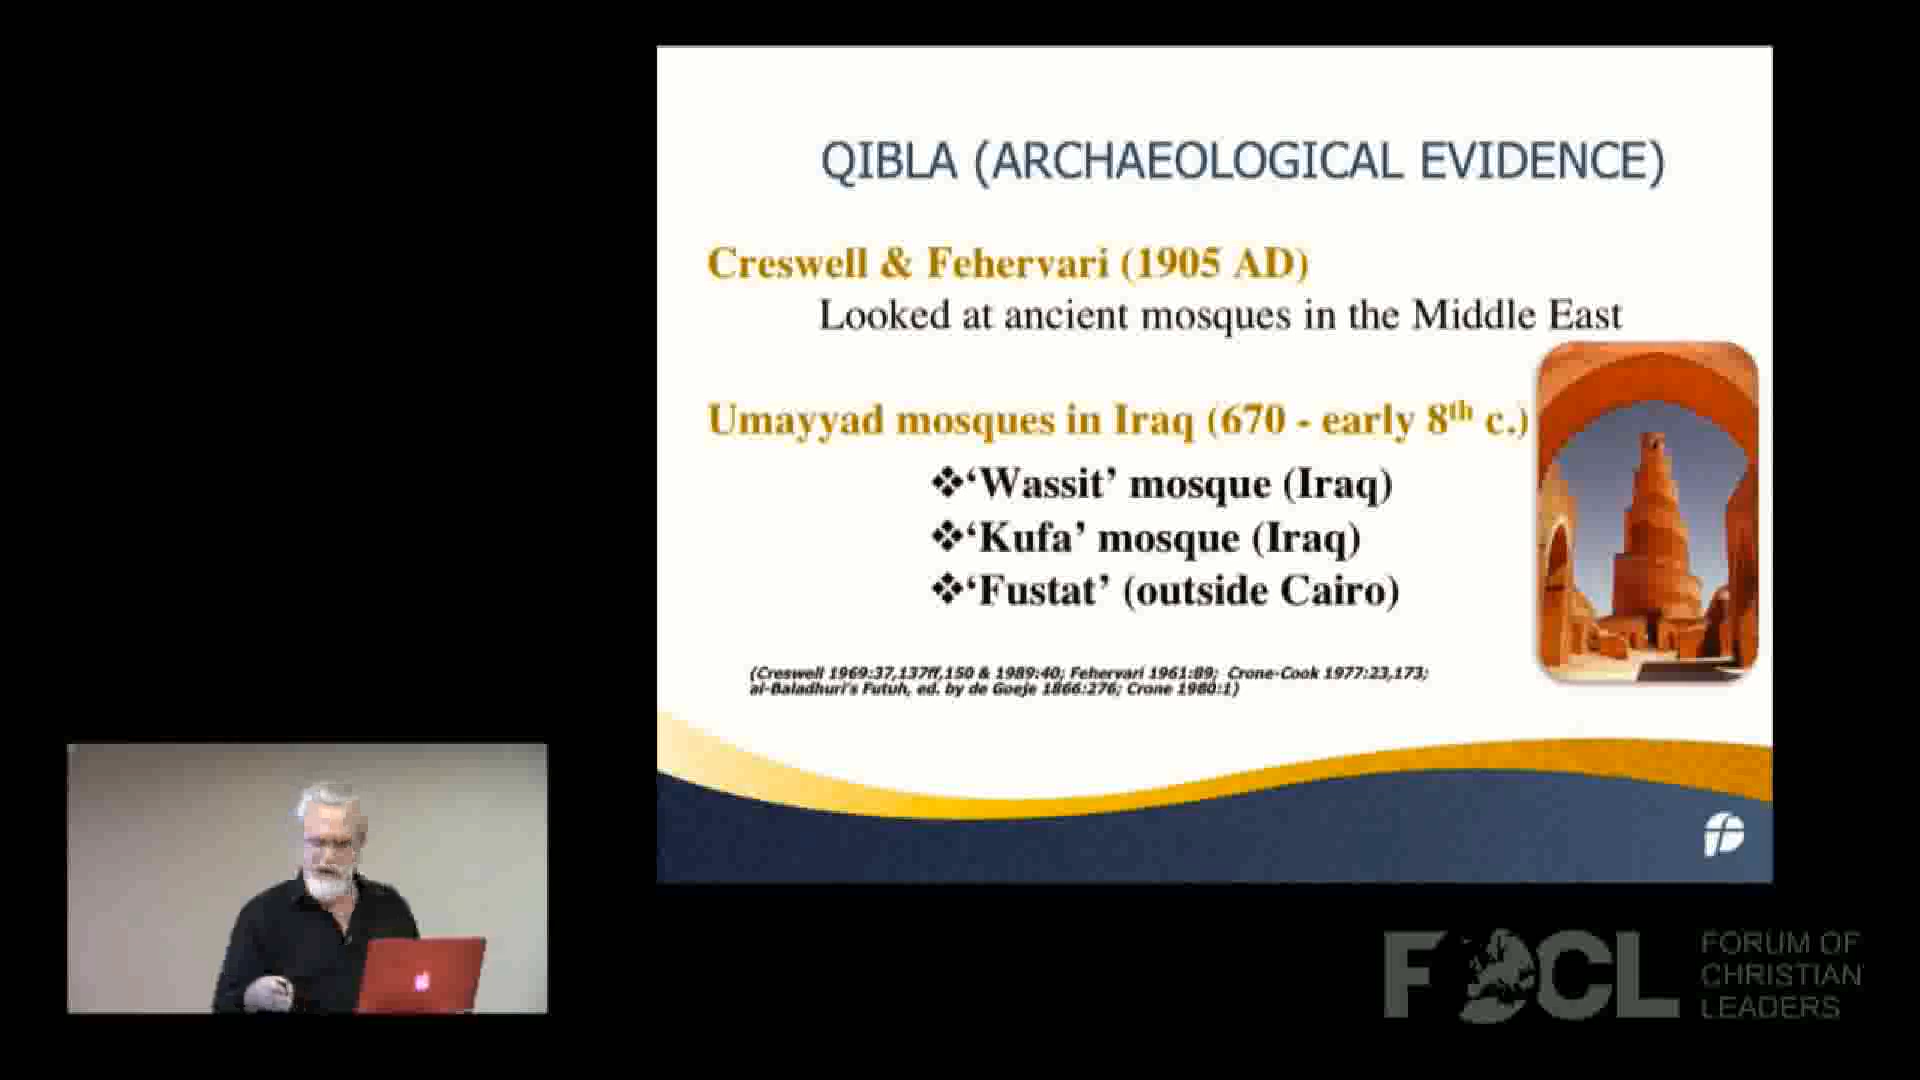 QIBLA (ARCHAEOLOGICAL EVIDENCE)
Creswell & Fehervari (1905 AD)
Looked at ancient mosques in the Middle East
Umayyad mosques in Iraq (670 - early 8th c.)
❖‘Wassit’ mosque (Iraq)
❖‘Kufa’ mosque (Iraq)
❖‘Fustat’ (outside Cairo)
(Creswell 1969:37,137ff,150 & 1989:40; Fehervari 1961:89; Crone-Cook 1977:23,173;
al-Baladhuri's Futuh, ed. by de Goeje 1866:276; Crone 1980:1)
FOCL
FORUM OF
CHRISTIAN
LEADERS